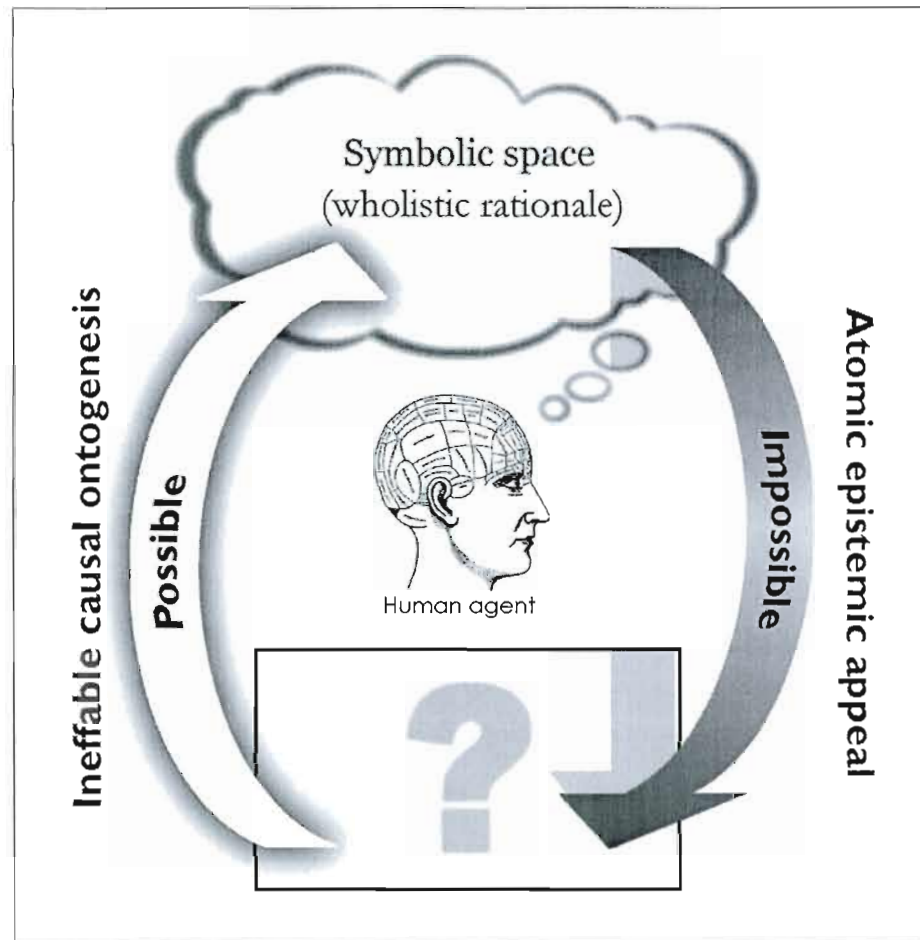 Symbolic space
(wholistic rationale)
Ineffable causal ontogenesis
Possible
Human agent
Impossible
Atomic epistemic appeal
?